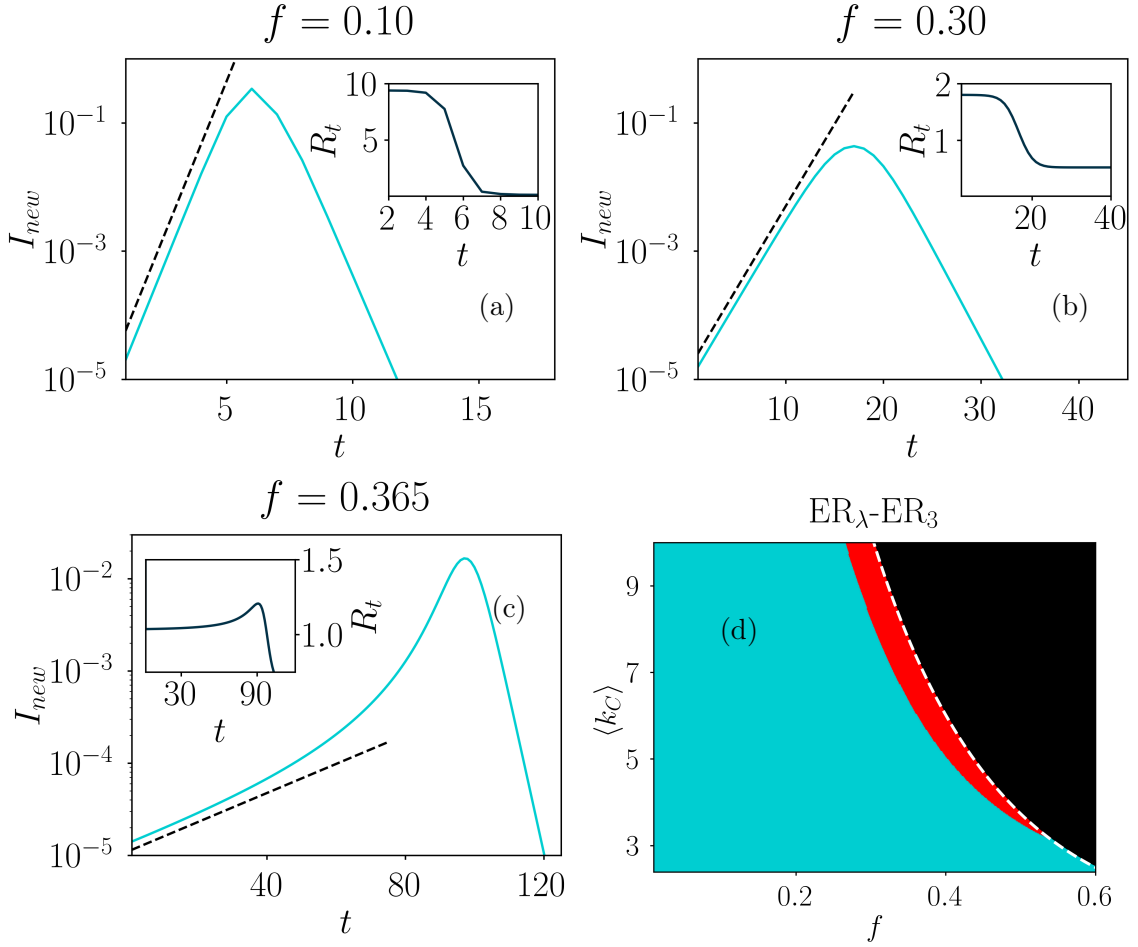 f = 0.10
I_new
10^−1
10^−3
10^−5
5
10
15
t
10
5
R_t
2
4
6
8
10
t
(a)
f = 0.30
I_new
10^−1
10^−3
10^−5
10
20
30
40
t
2
1
R_t
20
40
t
(b)
f = 0.365
I_new
10^−2
10^−3
10^−4
10^−5
40
80
120
t
1.5
1.0
R_t
30
90
t
(c)
ER_λ-ER_3
⟨k_C⟩
9
7
5
3
0.2
0.4
0.6
f
(d)